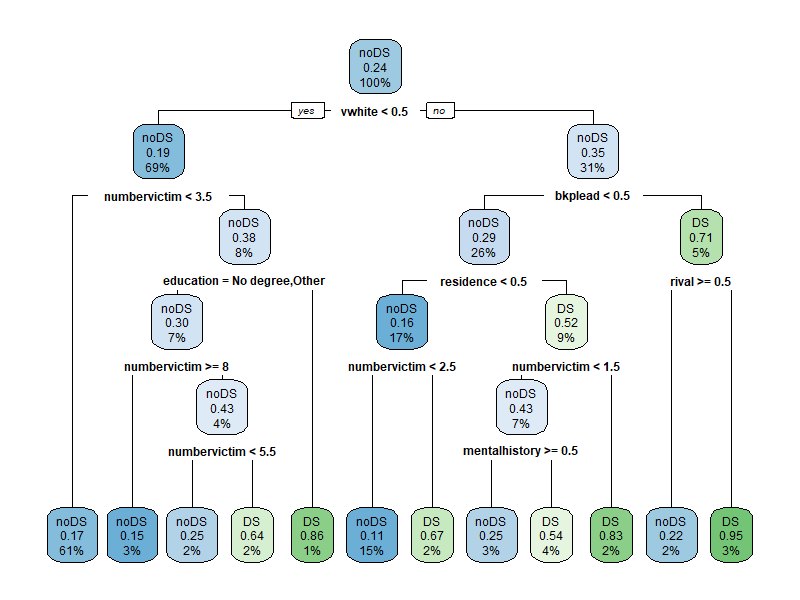 noDS
0.24
100%
yes vwhite < 0.5 no
noDS
0.19
69%
noDS
0.35
31%
numbervictim < 3.5
bkplead < 0.5
noDS
0.38
8%
noDS
0.29
26%
DS
0.71
5%
education = No degree,Other
residence < 0.5
rival >= 0.5
noDS
0.30
7%
noDS
0.16
17%
DS
0.52
9%
numbervictim >= 8
numbervictim < 2.5
numbervictim < 1.5
noDS
0.43
4%
noDS
0.43
7%
numbervictim < 5.5
mentalhistory >= 0.5
noDS
0.17
61%
noDS
0.15
3%
noDS
0.25
2%
DS
0.64
2%
DS
0.86
1%
noDS
0.11
15%
DS
0.67
2%
noDS
0.25
3%
DS
0.54
4%
DS
0.83
2%
noDS
0.22
2%
DS
0.95
3%